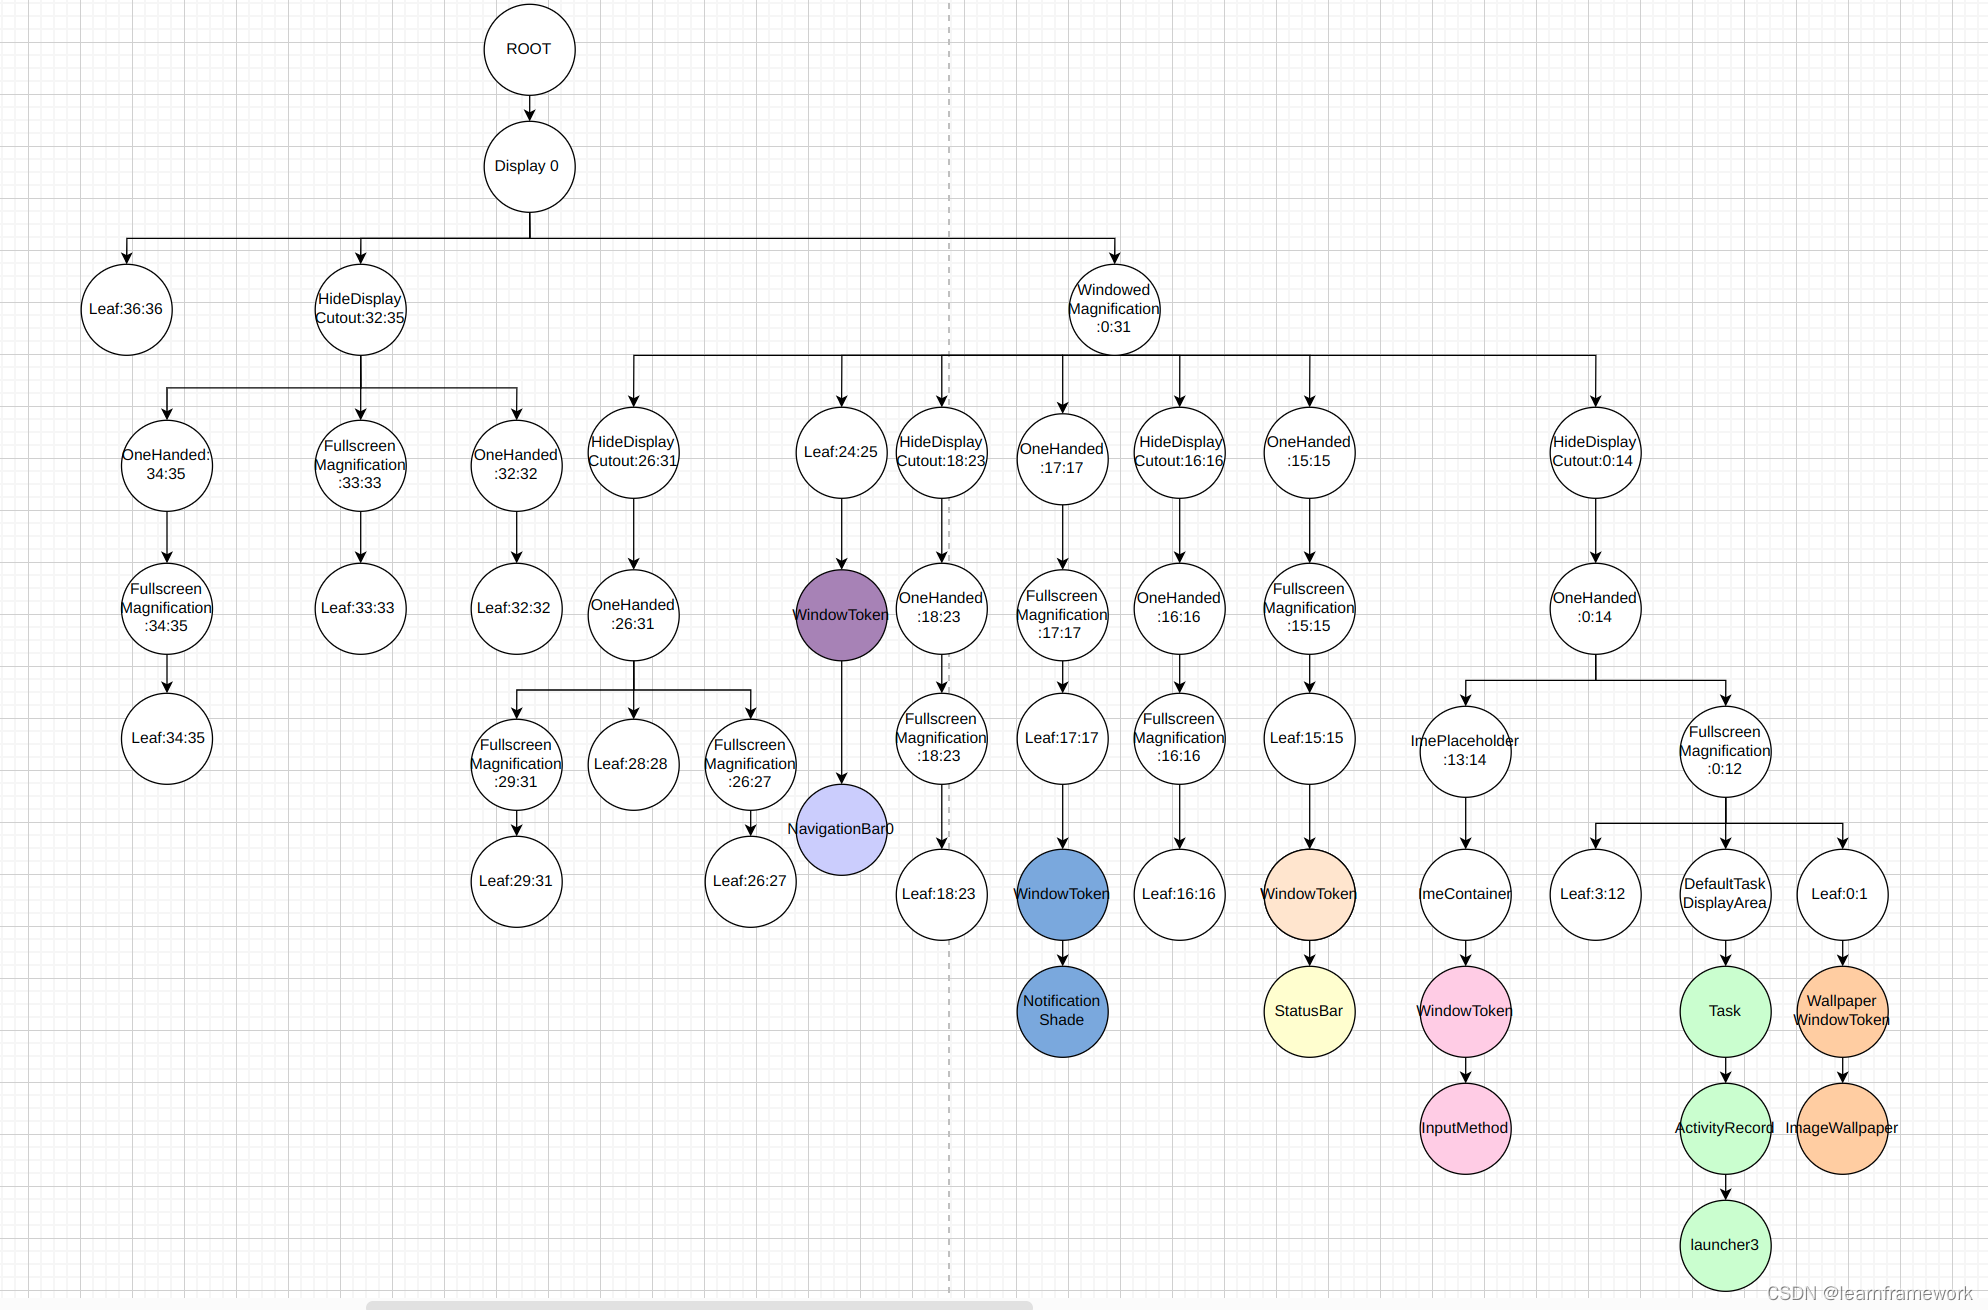 ROOT
Display 0
Leaf:36:36
HideDisplay
Cutout:32:35
Windowed
Magnification
:0:31
OneHanded:
34:35
Fullscreen
Magnification
:33:33
OneHanded
:32:32
HideDisplay
Cutout:26:31
Leaf:24:25
HideDisplay
Cutout:18:23
OneHanded
:17:17
HideDisplay
Cutout:16:16
OneHanded
:15:15
HideDisplay
Cutout:0:14
Fullscreen
Magnification
:34:35
Leaf:33:33
Leaf:32:32
OneHanded
:26:31
WindowToken
OneHanded
:18:23
Fullscreen
Magnification
:17:17
OneHanded
:16:16
Fullscreen
Magnification
:15:15
OneHanded
:0:14
Leaf:34:35
Fullscreen
Magnification
:29:31
Leaf:28:28
Fullscreen
Magnification
:26:27
NavigationBar0
Fullscreen
Magnification
:18:23
Leaf:17:17
Fullscreen
Magnification
:16:16
Leaf:15:15
ImePlaceholder
:13:14
Fullscreen
Magnification
:0:12
Leaf:29:31
Leaf:26:27
Leaf:18:23
WindowToken
Leaf:16:16
WindowToken
ImeContainer
Leaf:3:12
DefaultTask
DisplayArea
Leaf:0:1
Notification
Shade
StatusBar
WindowToken
Task
Wallpaper
WindowToken
InputMethod
ActivityRecord
ImageWallpaper
launcher3
CSDN @learnframework